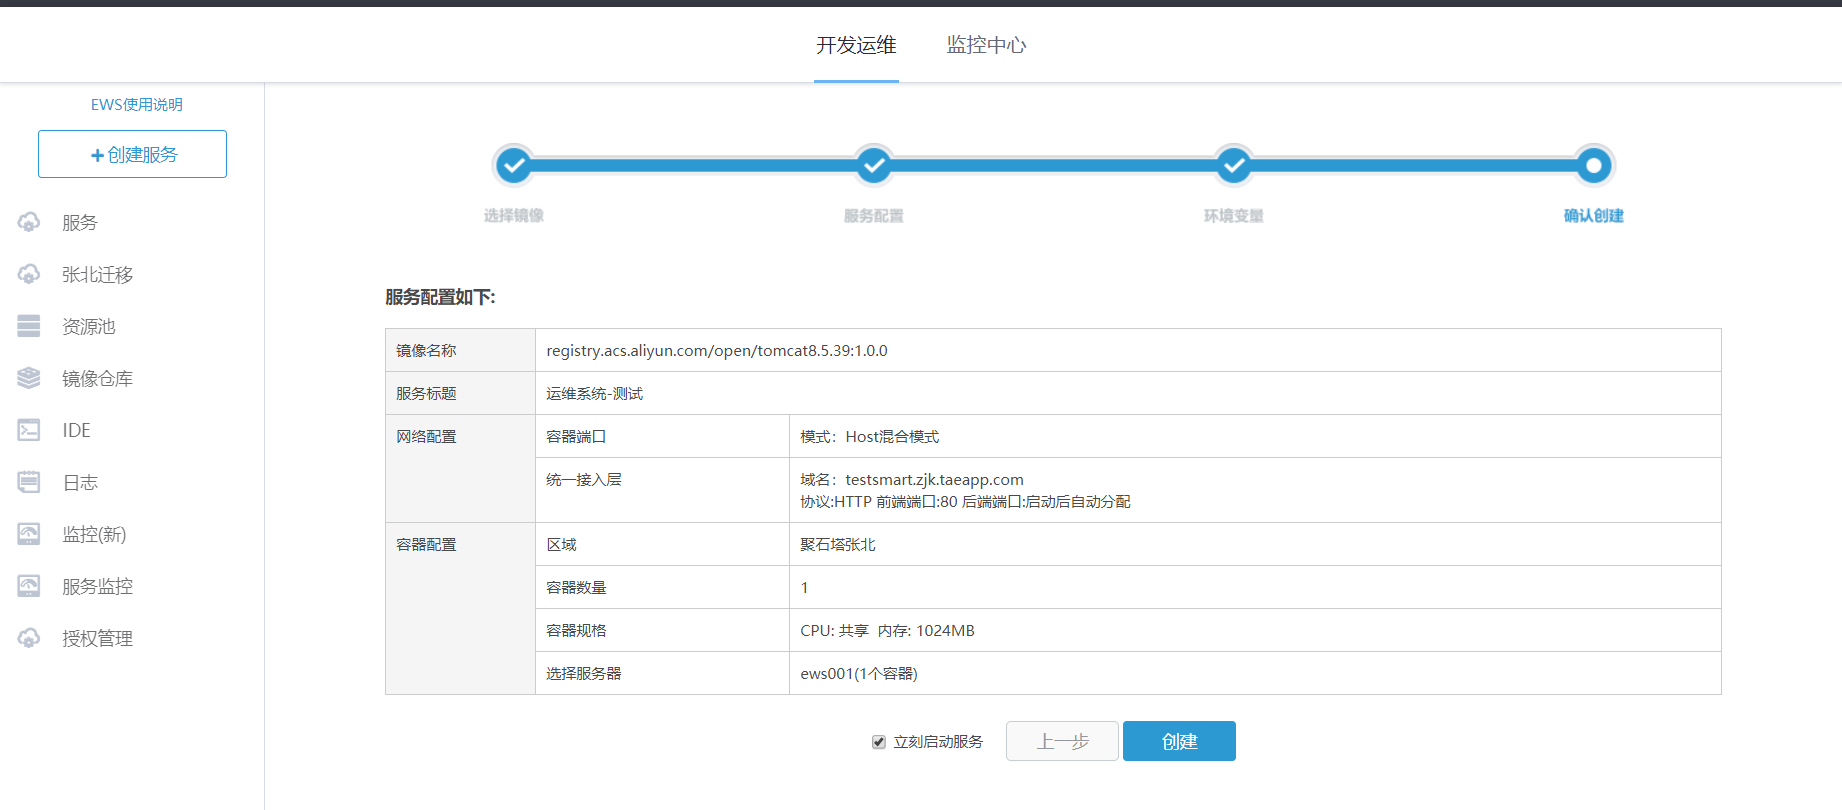 开发运维 监控中心
EWS使用说明
+创建服务
服务
张北迁移
资源池
镜像仓库
IDE
日志
监控(新)
服务监控
授权管理
选择镜像 服务配置 环境变量 确认创建
服务配置如下:
镜像名称 registry.acs.aliyun.com/open/tomcat8.5.39:1.0.0
服务标题 运维系统-测试
网络配置 容器端口 模式：Host混合模式
统一接入层 域名：testsmart.zjk.taeapp.com
协议:HTTP 前端端口:80 后端端口:启动后自动分配
容器配置 区域 聚石塔张北
容器数量 1
容器规格 CPU: 共享 内存: 1024MB
选择服务器 ews001(1个容器)
立刻启动服务 上一步 创建